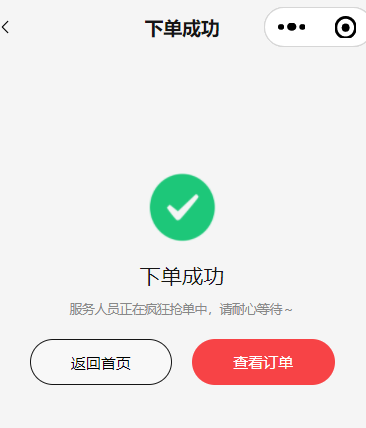 下单成功
下单成功
服务人员正在疯狂抢单中，请耐心等待～
返回首页
查看订单